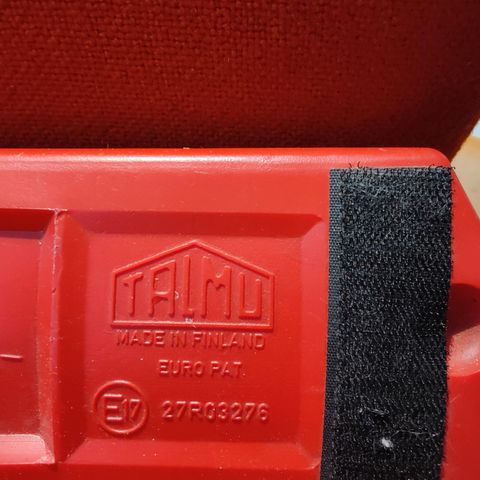 TALMU
MADE IN FINLAND
EURO PAT.
E17 27R03276